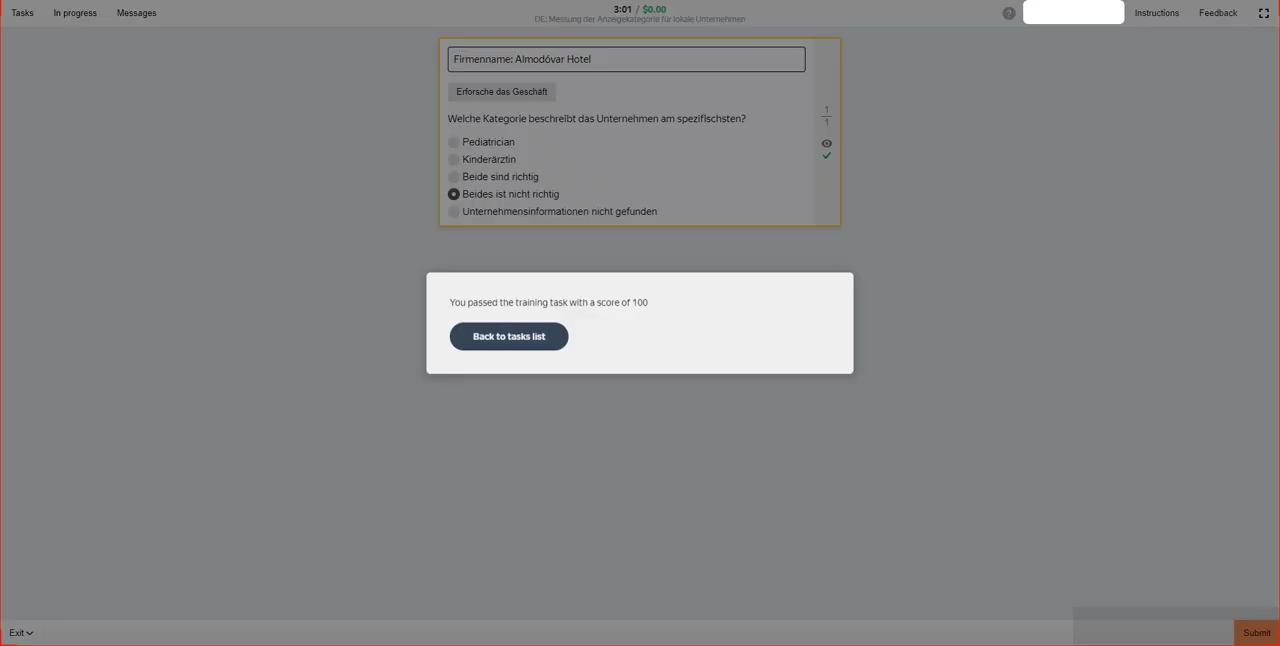 Tasks In progress Messages
3:01 / $0.00
DE: Messung der Anzeigekategorie für lokale Unternehmen
? Instructions Feedback
Firmenname: Almodóvar Hotel
Erforsche das Geschäft
Welche Kategorie beschreibt das Unternehmen am spezifischsten?
1
1
Pediatrician
Kinderärztin
Beide sind richtig
Beides ist nicht richtig
Unternehmensinformationen nicht gefunden
You passed the training task with a score of 100
Back to tasks list
Exit
Submit